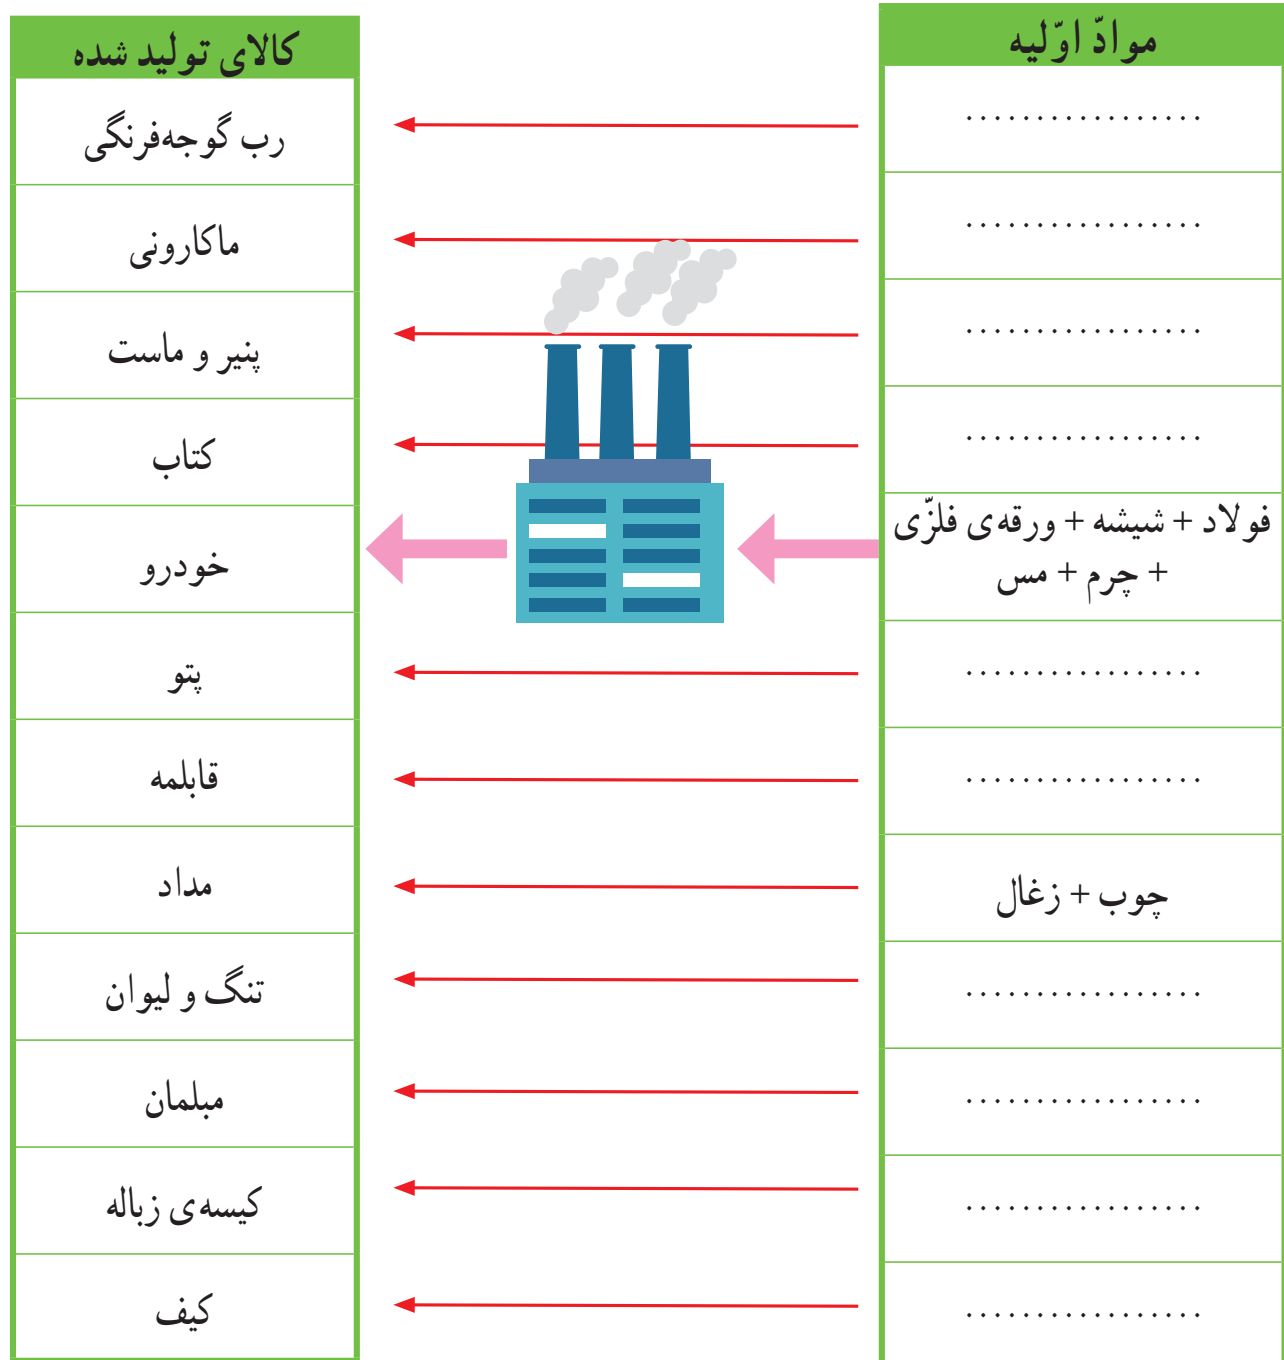 موادّ اوّلیه
کالای تولید شده
.................
رب گوجه‌فرنگی
.................
ماکارونی
.................
پنیر و ماست
.................
کتاب
فولاد + شیشه + ورقه‌ی فلزّی
+ چرم + مس
خودرو
.................
پتو
.................
قابلمه
چوب + زغال
مداد
.................
تنگ و لیوان
.................
مبلمان
.................
کیسه‌ی زباله
.................
کیف